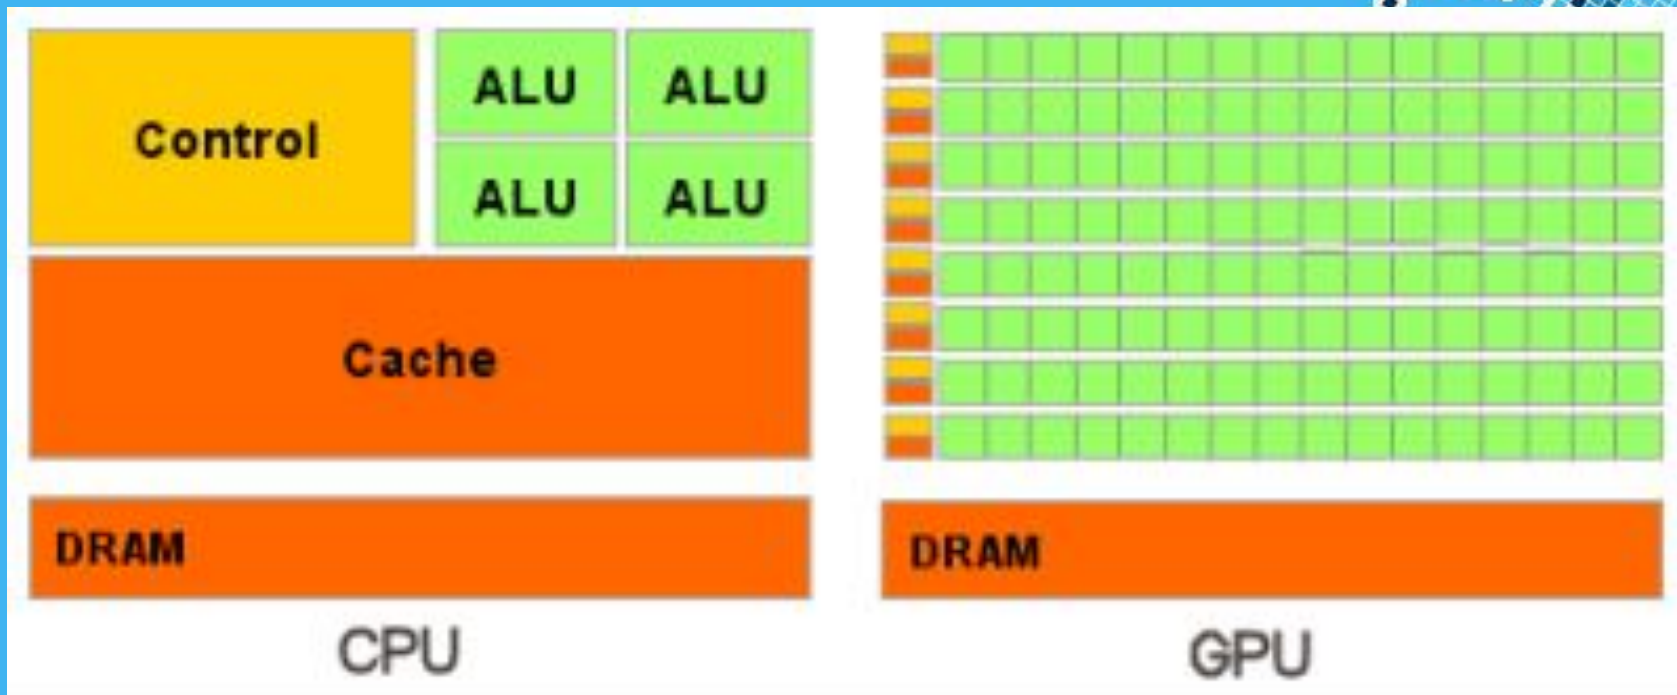 Control
ALU ALU
ALU ALU
Cache
DRAM
CPU
DRAM
GPU